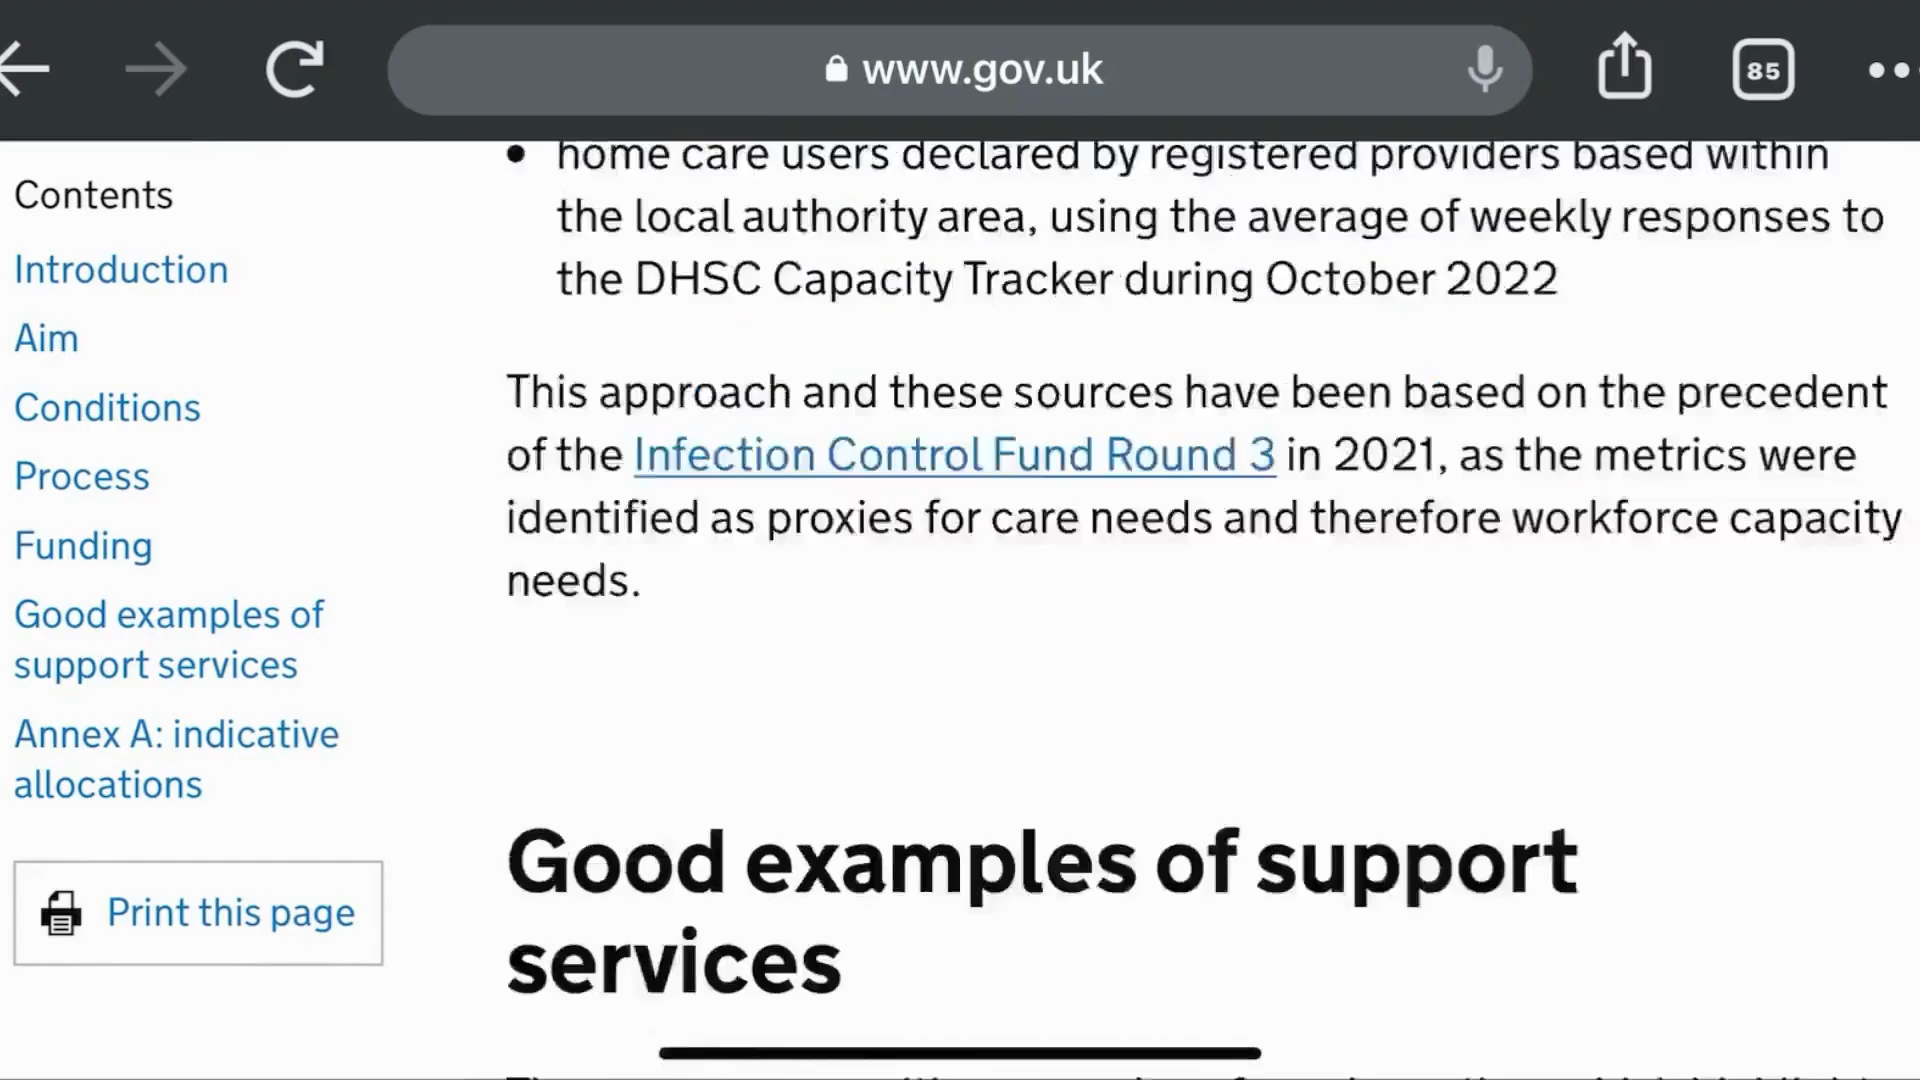 www.gov.uk
85
Contents
Introduction
Aim
Conditions
Process
Funding
Good examples of
support services
Annex A: indicative
allocations
Print this page
home care users declared by registered providers based within
the local authority area, using the average of weekly responses to
the DHSC Capacity Tracker during October 2022
This approach and these sources have been based on the precedent
of the Infection Control Fund Round 3 in 2021, as the metrics were
identified as proxies for care needs and therefore workforce capacity
needs.
Good examples of support
services